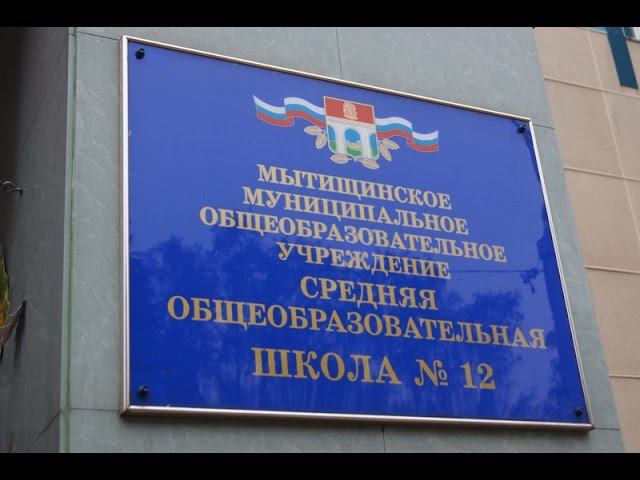 МЫТИЩИНСКОЕ
МУНИЦИПАЛЬНОЕ
ОБЩЕОБРАЗОВАТЕЛЬНОЕ
УЧРЕЖДЕНИЕ
СРЕДНЯЯ
ОБЩЕОБРАЗОВАТЕЛЬНАЯ
ШКОЛА № 12